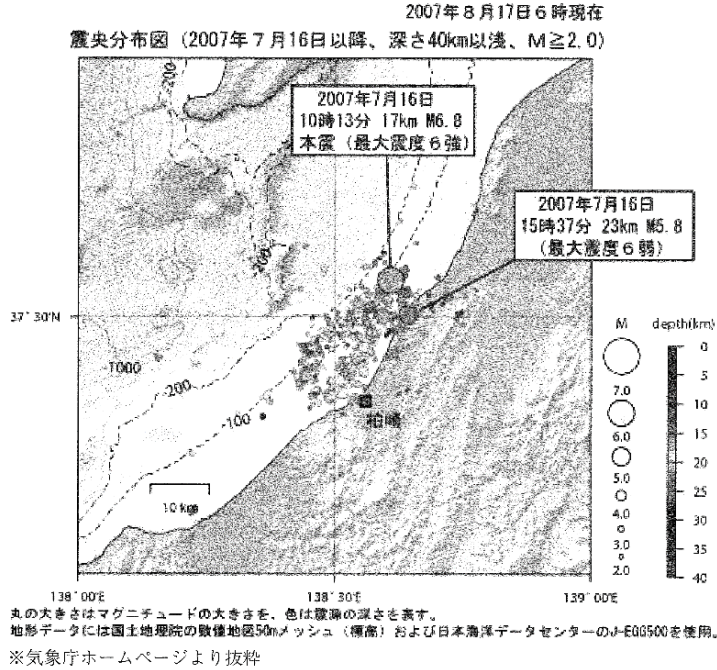 2007年8月17日6時現在
震央分布図（2007年7月16日以降、深さ40km以浅、M≧2.0）
-200
2007年7月16日
10時13分 17km M6.8
本震（最大震度６強）
2007年7月16日
15時37分 23km M5.8
（最大震度６弱）
-200
37°30'N
1000
-200
100
柏崎
10 km
138°00'E
138°30'E
139°00'E
M
7.0
6.0
5.0
4.0
3.0
2.0
depth(km)
0
5
10
15
20
25
30
35
40
丸の大きさはマグニチュードの大きさを、色は震源の深さを表す。
地形データには国土地理院の数値地図50mメッシュ（標高）および日本海洋データセンターのJ-EGG500を使用。
※気象庁ホームページより抜粋